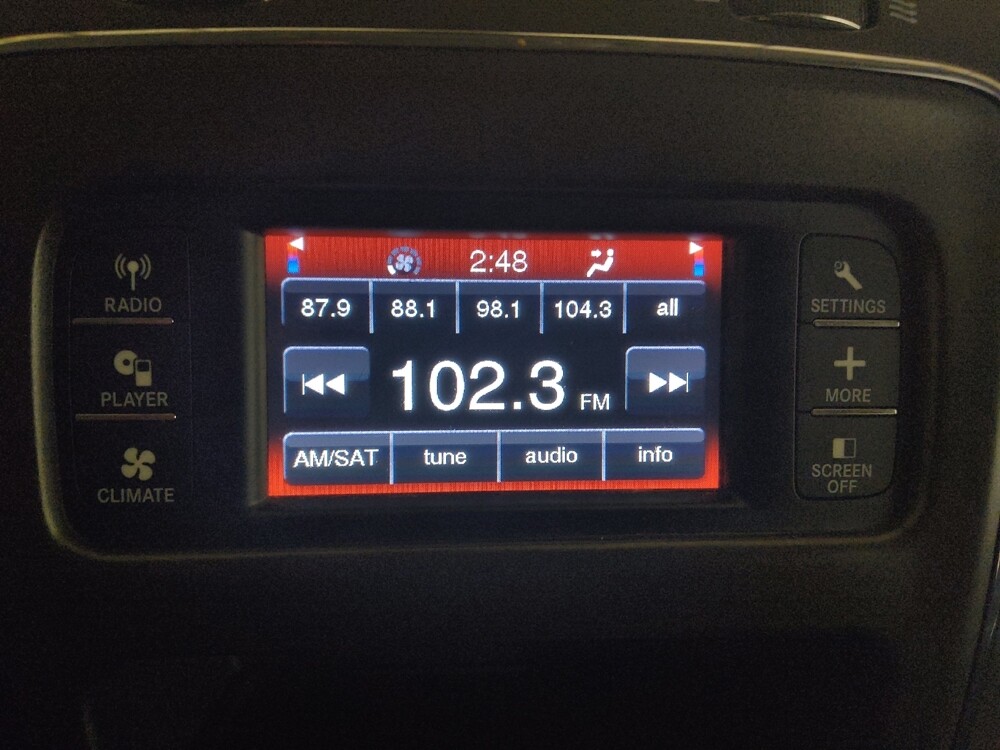 2:48
87.9 88.1 98.1 104.3 all
102.3 FM
AM/SAT tune audio info
RADIO
PLAYER
CLIMATE
SETTINGS
MORE
SCREEN
OFF